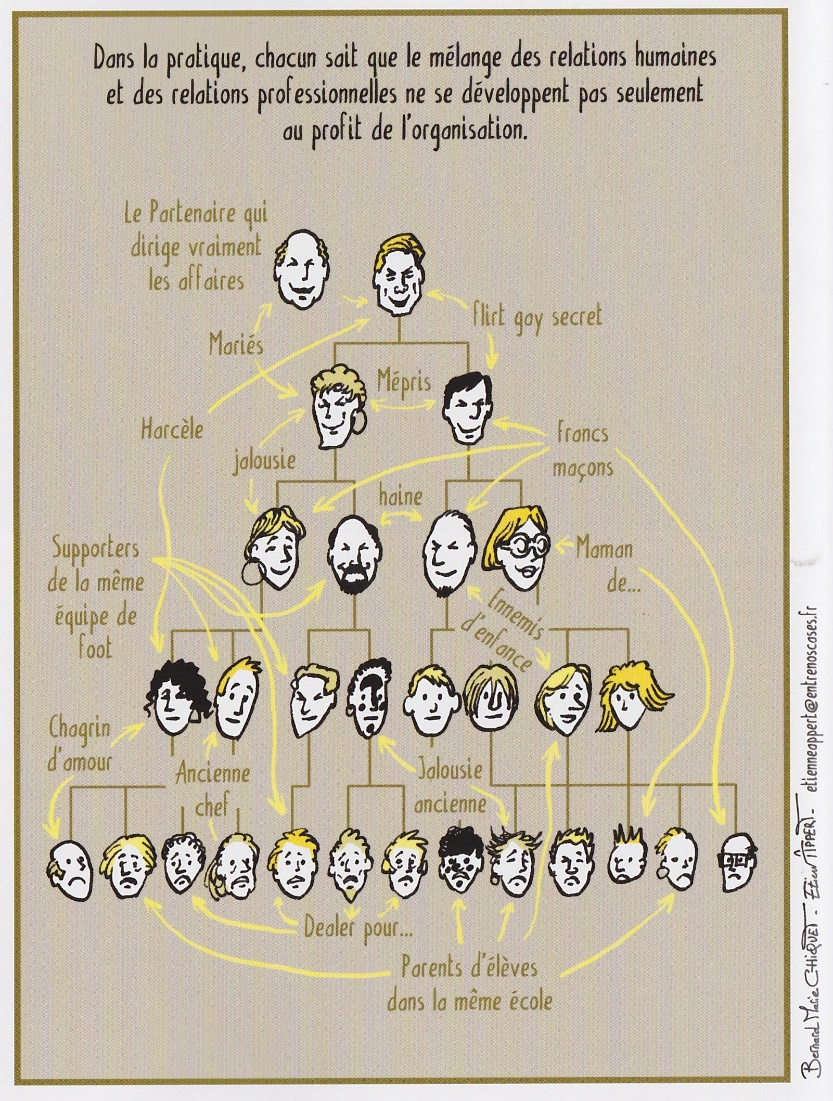 Dans la pratique, chacun sait que le mélange des relations humaines
et des relations professionnelles ne se développent pas seulement
au profit de l'organisation.
Le Partenaire qui
dirige vraiment
les affaires
flirt gay secret
Mariés
Mépris
Harcèle
francs
maçons
jalousie
haine
Supporters
de la même
équipe de
foot
Maman
de...
Ennemis
d'enfance
Chagrin
d'amour
Ancienne
chef
Jalousie
ancienne
Dealer pour...
Parents d'élèves
dans la même école
Bernard Marie CHIQUET - EtiEnnE APPERT - etienneappert@entrenoscases.fr